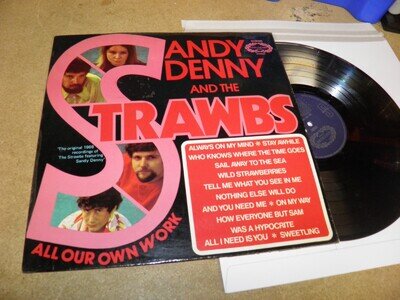 SANDY
DENNY
AND THE
STRAWBS
"The original 1968
recordings of
The Strawbs featuring
Sandy Denny"
ALL OUR OWN WORK
ALWAYS ON MY MIND * STAY AWHILE
WHO KNOWS WHERE THE TIME GOES
SAIL AWAY TO THE SEA
WILD STRAWBERRIES
TELL ME WHAT YOU SEE IN ME
NOTHING ELSE WILL DO
AND YOU NEED ME * ON MY WAY
HOW EVERYONE BUT SAM
WAS A HYPOCRITE
ALL I NEED IS YOU * SWEETLING